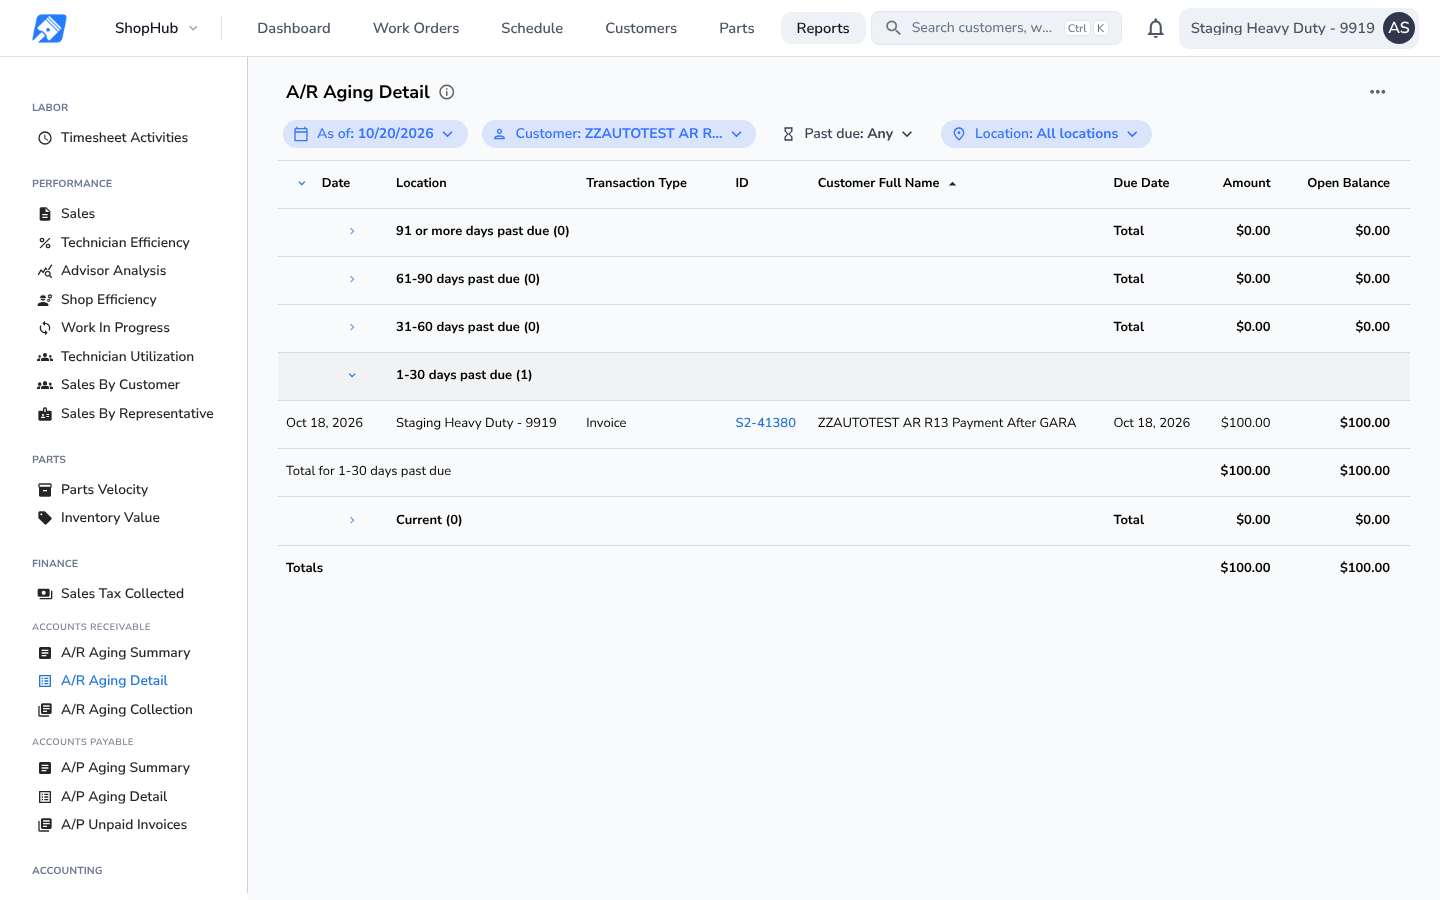 ShopHub
Dashboard
Work Orders
Schedule
Customers
Parts
Reports
Search customers, w...
Ctrl
K
Staging Heavy Duty - 9919
AS
LABOR
Timesheet Activities
PERFORMANCE
Sales
Technician Efficiency
Advisor Analysis
Shop Efficiency
Work In Progress
Technician Utilization
Sales By Customer
Sales By Representative
PARTS
Parts Velocity
Inventory Value
FINANCE
Sales Tax Collected
ACCOUNTS RECEIVABLE
A/R Aging Summary
A/R Aging Detail
A/R Aging Collection
ACCOUNTS PAYABLE
A/P Aging Summary
A/P Aging Detail
A/P Unpaid Invoices
ACCOUNTING
A/R Aging Detail
As of: 10/20/2026
Customer: ZZAUTOTEST AR R...
Past due: Any
Location: All locations
Date Location Transaction Type ID Customer Full Name Due Date Amount Open Balance
91 or more days past due (0) Total $0.00 $0.00
61-90 days past due (0) Total $0.00 $0.00
31-60 days past due (0) Total $0.00 $0.00
1-30 days past due (1)
Oct 18, 2026 Staging Heavy Duty - 9919 Invoice S2-41380 ZZAUTOTEST AR R13 Payment After GARA Oct 18, 2026 $100.00 $100.00
Total for 1-30 days past due $100.00 $100.00
Current (0) Total $0.00 $0.00
Totals $100.00 $100.00